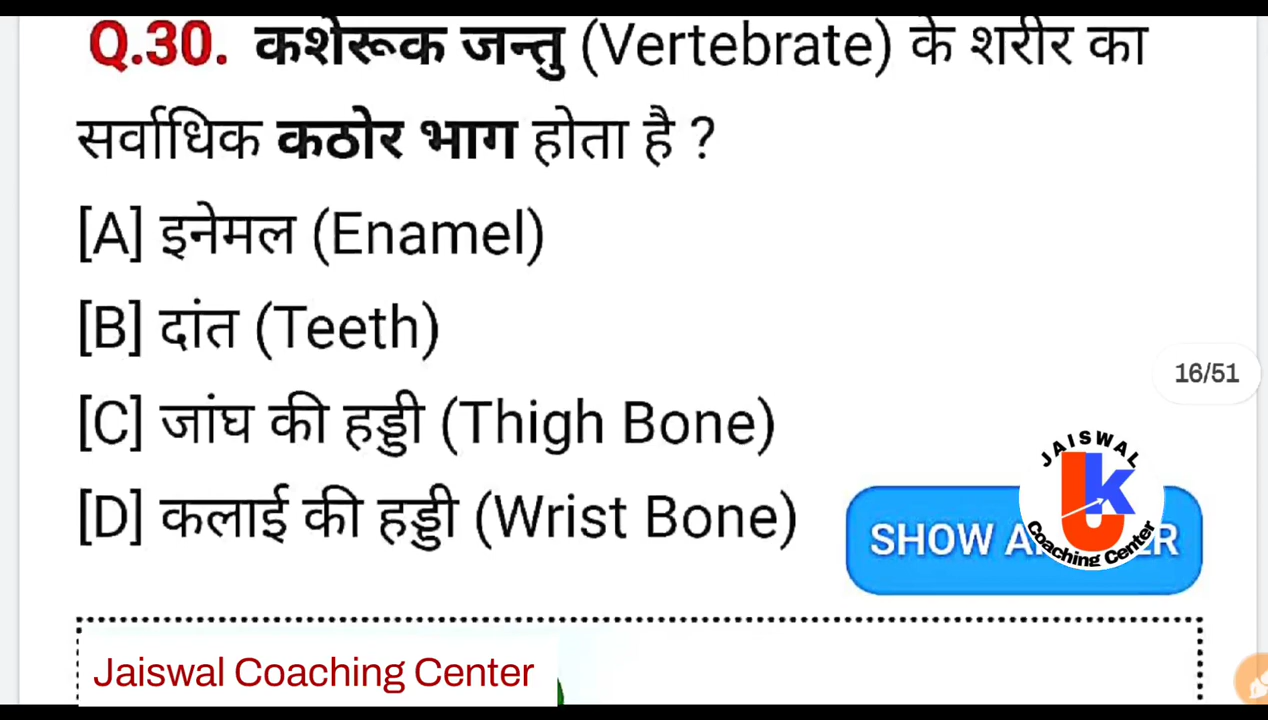 Q.30. कशेरूक जन्तु (Vertebrate) के शरीर का
सर्वाधिक कठोर भाग होता है ?
[A] इनेमल (Enamel)
[B] दांत (Teeth)
[C] जांघ की हड्डी (Thigh Bone)
[D] कलाई की हड्डी (Wrist Bone)
16/51
JAISWAL
JK
Coaching Center
SHOW
Jaiswal Coaching Center